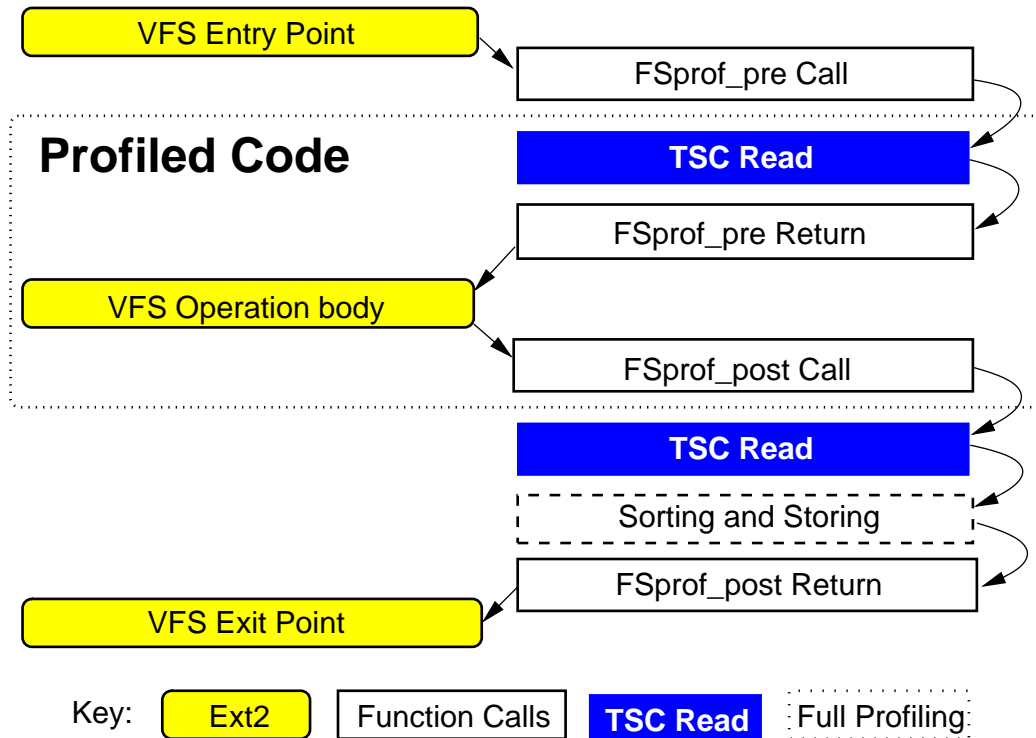 VFS Entry Point
FSprof_pre Call
Profiled Code
TSC Read
FSprof_pre Return
VFS Operation body
FSprof_post Call
TSC Read
Sorting and Storing
FSprof_post Return
VFS Exit Point
Key: Ext2 Function Calls TSC Read Full Profiling